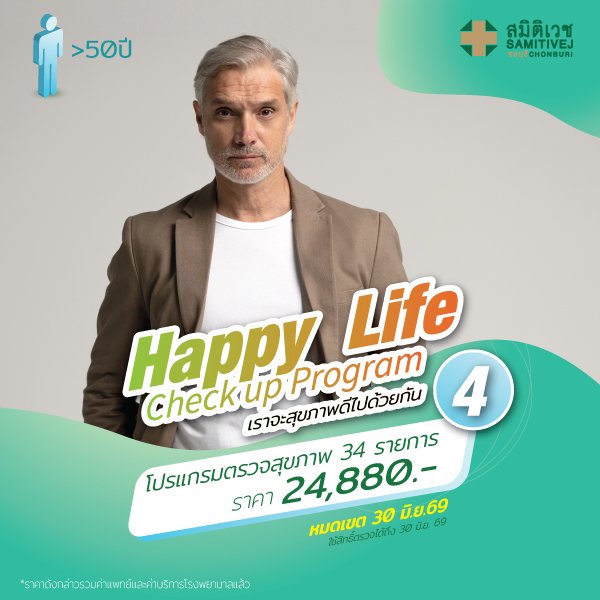 >50ปี
สมิติเวช
SAMITIVEJ
ชลบุรี CHONBURI
Happy Life
Check up Program
เราจะสุขภาพดีไปด้วยกัน
4
โปรแกรมตรวจสุขภาพ 34 รายการ
ราคา 24,880.-
หมดเขต 30 มิ.ย.69
ใช้สิทธิ์ตรวจได้ถึง 30 มิ.ย. 69
*ราคาดังกล่าวรวมค่าแพทย์และค่าบริการโรงพยาบาลแล้ว